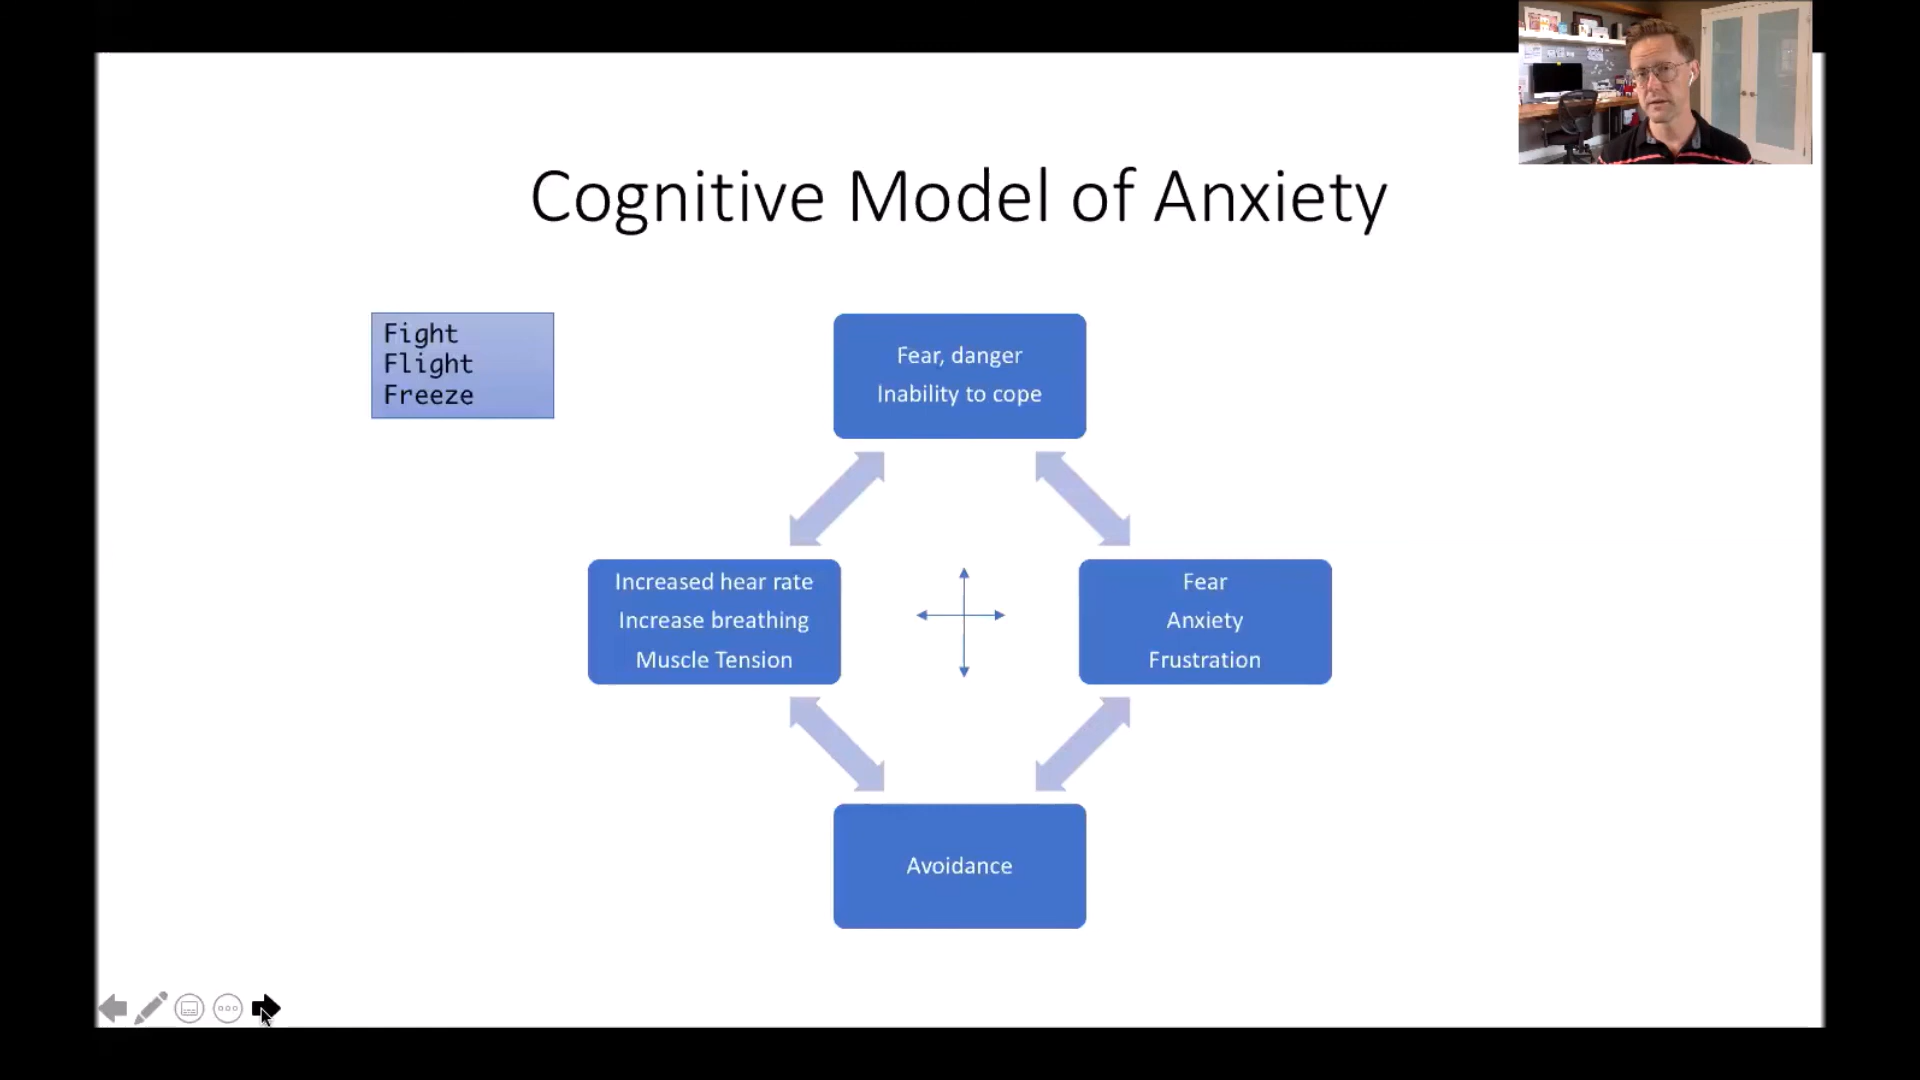 Cognitive Model of Anxiety
Fight
Flight
Freeze
Fear, danger
Inability to cope
Increased hear rate
Increase breathing
Muscle Tension
Fear
Anxiety
Frustration
Avoidance